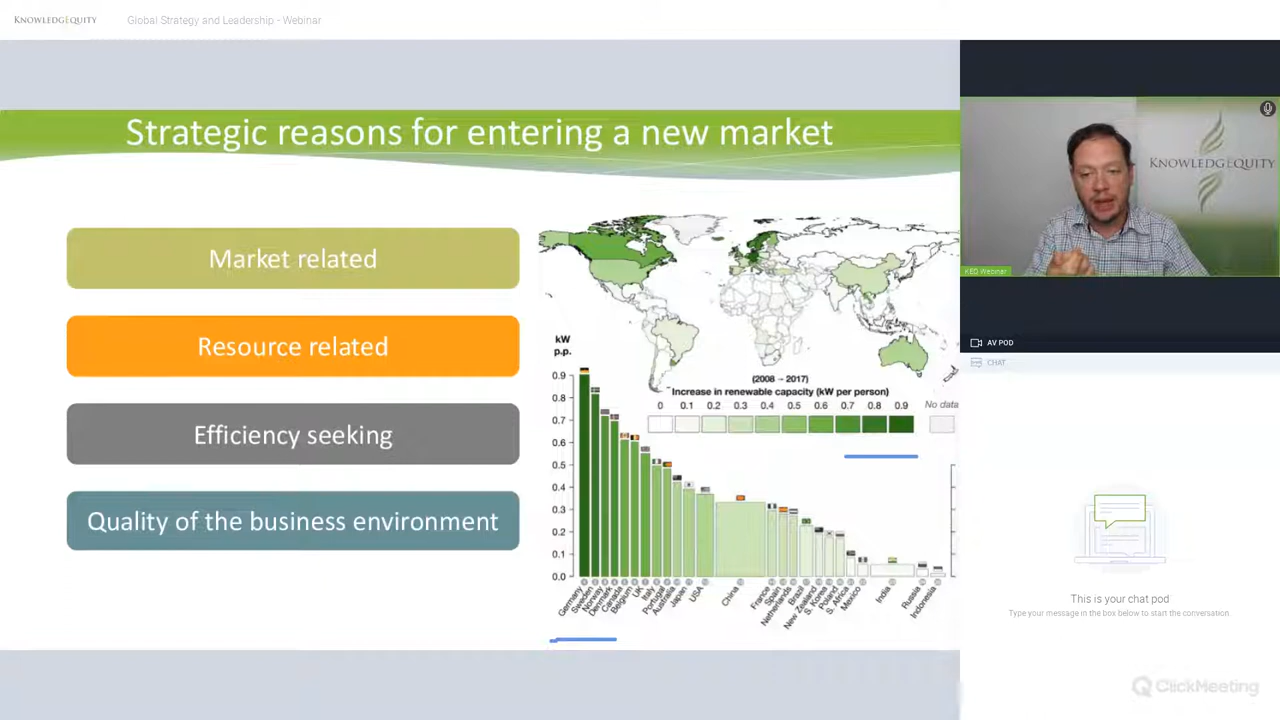 KNOWLEDGEQUITY
Global Strategy and Leadership - Webinar
Strategic reasons for entering a new market
Market related
Resource related
Efficiency seeking
Quality of the business environment
(2008 → 2017)
Increase in renewable capacity (kW per person)
0 0.1 0.2 0.3 0.4 0.5 0.6 0.7 0.8 0.9 No data
kW
p.p.
0.9
0.8
0.7
0.6
0.5
0.4
0.3
0.2
0.1
0.0
Germany
Sweden
Norway
Denmark
Canada
Belgium
UK
Italy
Portugal
Australia
Japan
USA
China
France
Spain
Netherlands
Brazil
New Zealand
S. Korea
Poland
S. Africa
Mexico
India
Russia
Indonesia
KNOWLEDGEQUITY
KEQ Webinar
AV POD
CHAT
This is your chat pod
Type your message in the box below to start the conversation.
ClickMeeting